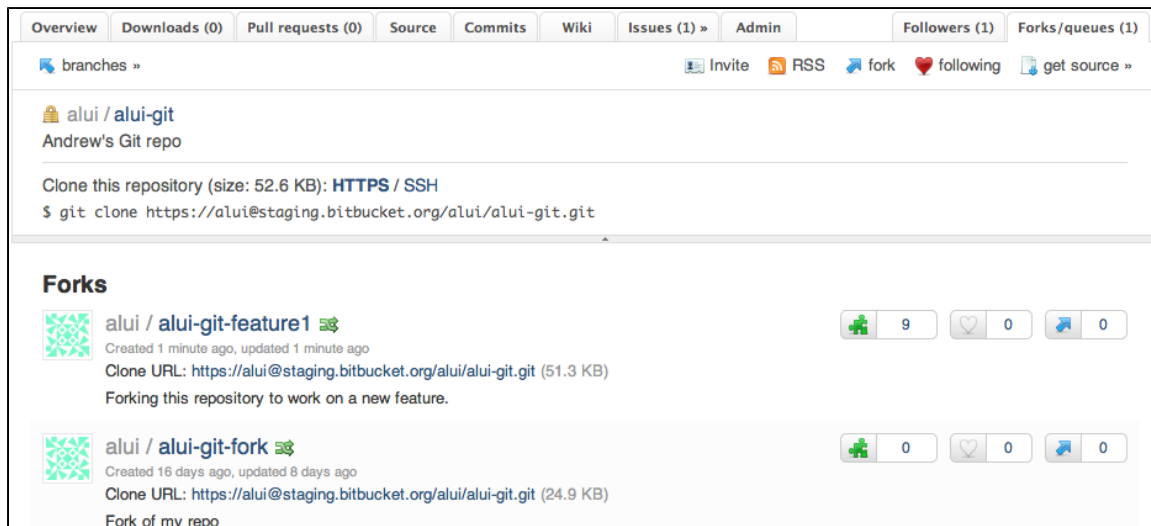 Overview Downloads (0) Pull requests (0) Source Commits Wiki Issues (1) » Admin Followers (1) Forks/queues (1)
branches » Invite RSS fork following get source »
alui / alui-git
Andrew's Git repo
Clone this repository (size: 52.6 KB): HTTPS / SSH
$ git clone https://alui@staging.bitbucket.org/alui/alui-git.git
Forks
alui / alui-git-feature1 9 0 0
Created 1 minute ago, updated 1 minute ago
Clone URL: https://alui@staging.bitbucket.org/alui/alui-git.git (51.3 KB)
Forking this repository to work on a new feature.
alui / alui-git-fork 0 0 0
Created 16 days ago, updated 8 days ago
Clone URL: https://alui@staging.bitbucket.org/alui/alui-git.git (24.9 KB)
Fork of my repo